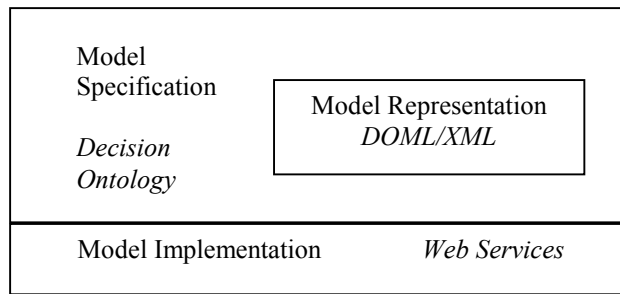 Model
Specification
Decision
Ontology
Model Representation
DOML/XML
Model Implementation Web Services